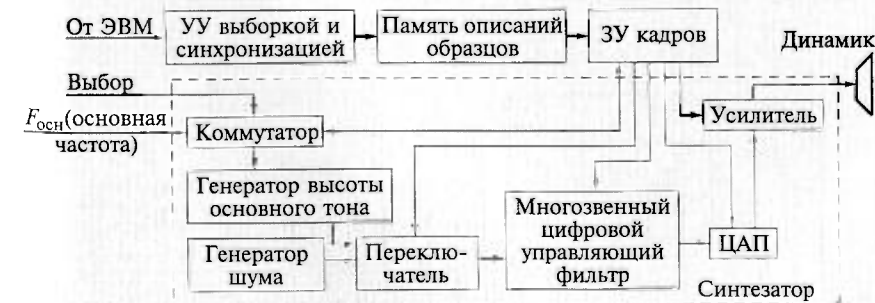 От ЭВМ
УУ выборкой и
синхронизацией
Память описаний
образцов
ЗУ кадров
Динамик
Выбор
Fосн(основная
частота)
Коммутатор
Усилитель
Генератор высоты
основного тона
Многозвенный
цифровой
управляющий
фильтр
Генератор
шума
Переклю-
чатель
ЦАП
Синтезатор